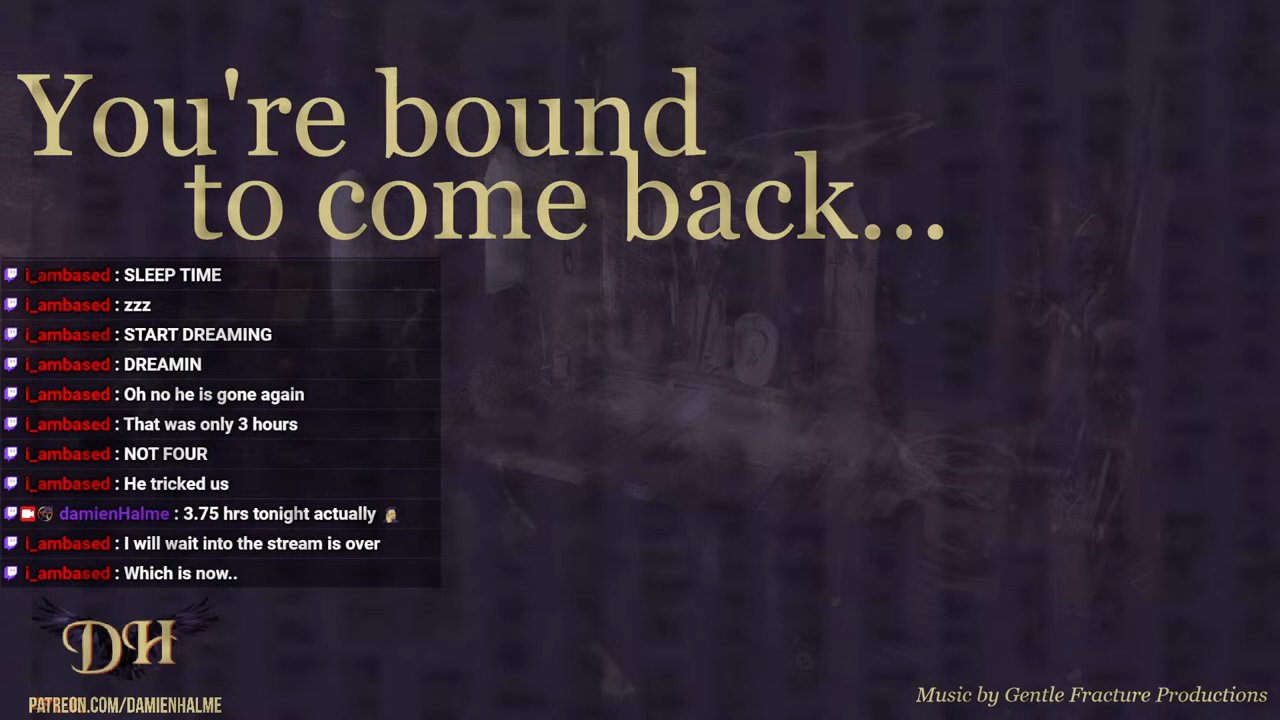 You're bound
to come back...
i_ambased : SLEEP TIME
i_ambased : zzz
i_ambased : START DREAMING
i_ambased : DREAMIN
i_ambased : Oh no he is gone again
i_ambased : That was only 3 hours
i_ambased : NOT FOUR
i_ambased : He tricked us
damienHalme : 3.75 hrs tonight actually
i_ambased : I will wait into the stream is over
i_ambased : Which is now..
DH
PATREON.COM/DAMIENHALME
Music by Gentle Fracture Productions